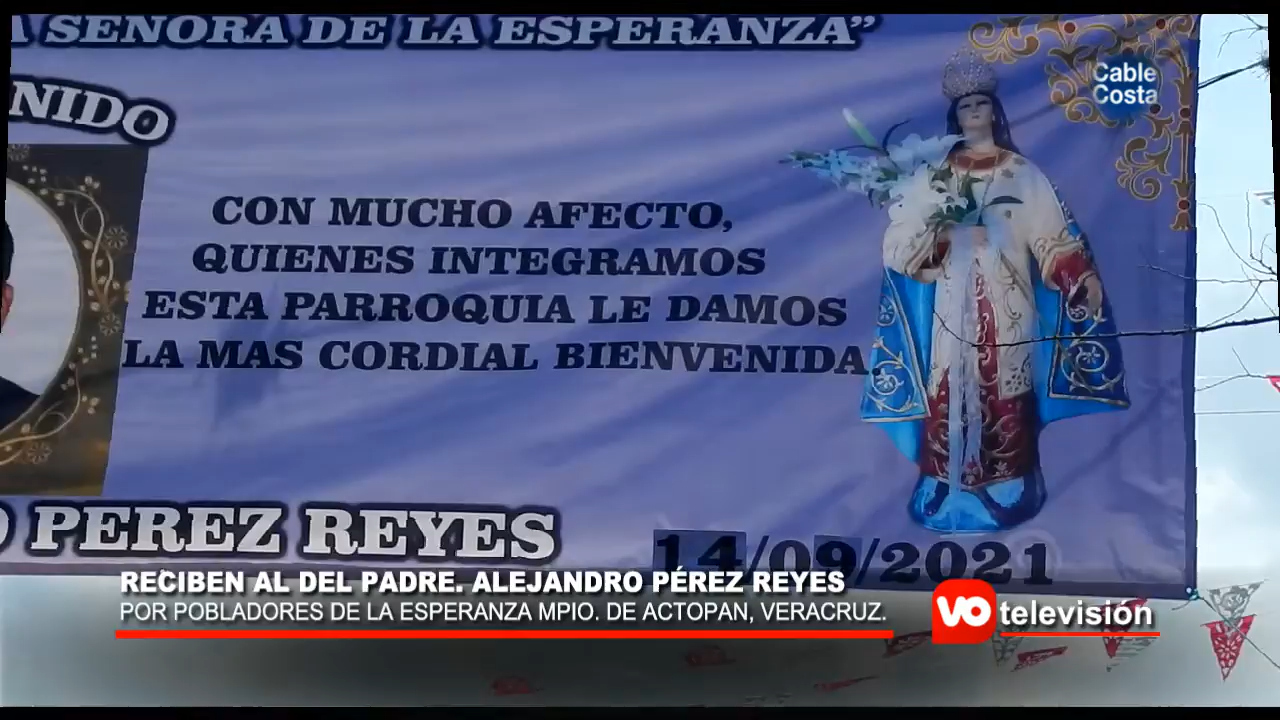 A SEÑORA DE LA ESPERANZA”
NIDO
Cable
Costa
CON MUCHO AFECTO,
QUIENES INTEGRAMOS
ESTA PARROQUIA LE DAMOS
LA MAS CORDIAL BIENVENIDA.
O PEREZ REYES
14/09/2021
RECIBEN AL DEL PADRE. ALEJANDRO PÉREZ REYES
POR POBLADORES DE LA ESPERANZA MPIO. DE ACTOPAN, VERACRUZ.
VO televisión